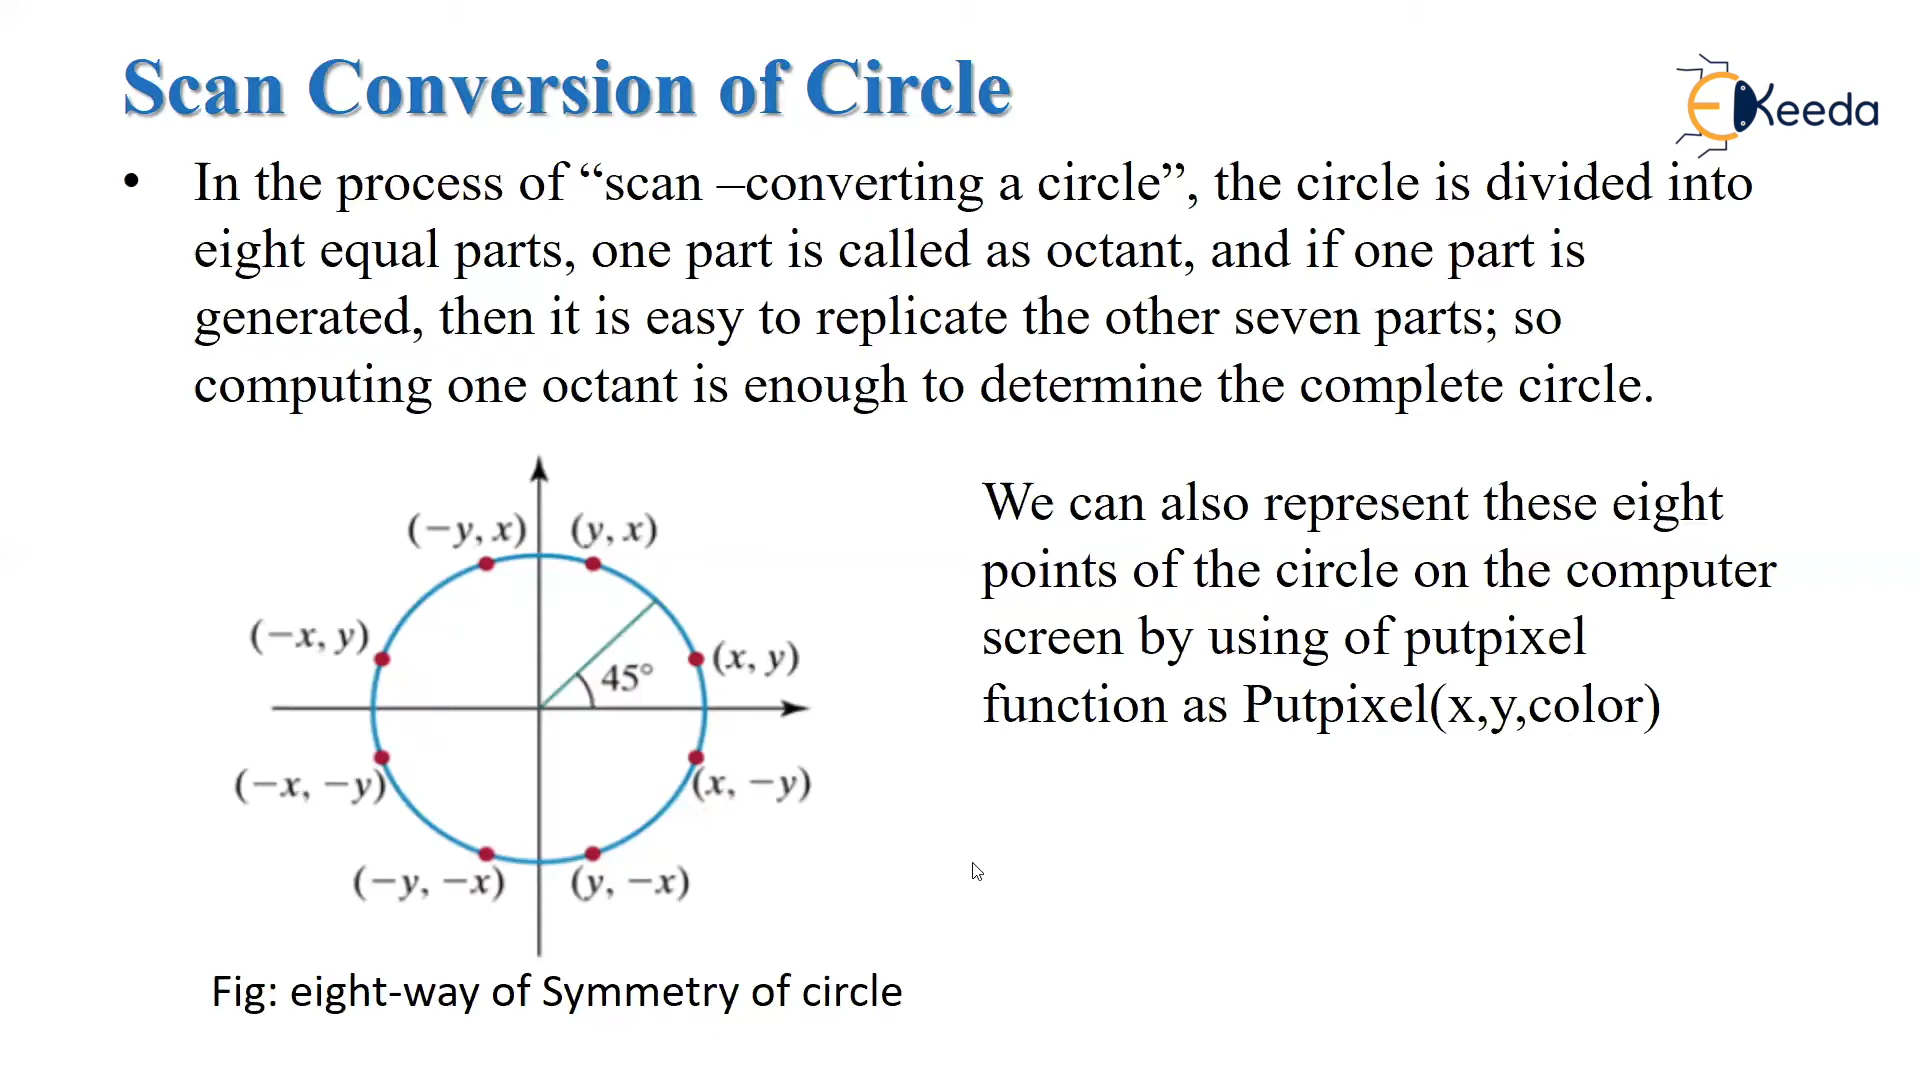 Scan Conversion of Circle
EKeeda
• In the process of “scan –converting a circle”, the circle is divided into
eight equal parts, one part is called as octant, and if one part is
generated, then it is easy to replicate the other seven parts; so
computing one octant is enough to determine the complete circle.
(−y, x) (y, x)
(−x, y)
(x, y)
45°
(−x, −y) (x, −y)
(−y, −x) (y, −x)
Fig: eight-way of Symmetry of circle
We can also represent these eight
points of the circle on the computer
screen by using of putpixel
function as Putpixel(x,y,color)